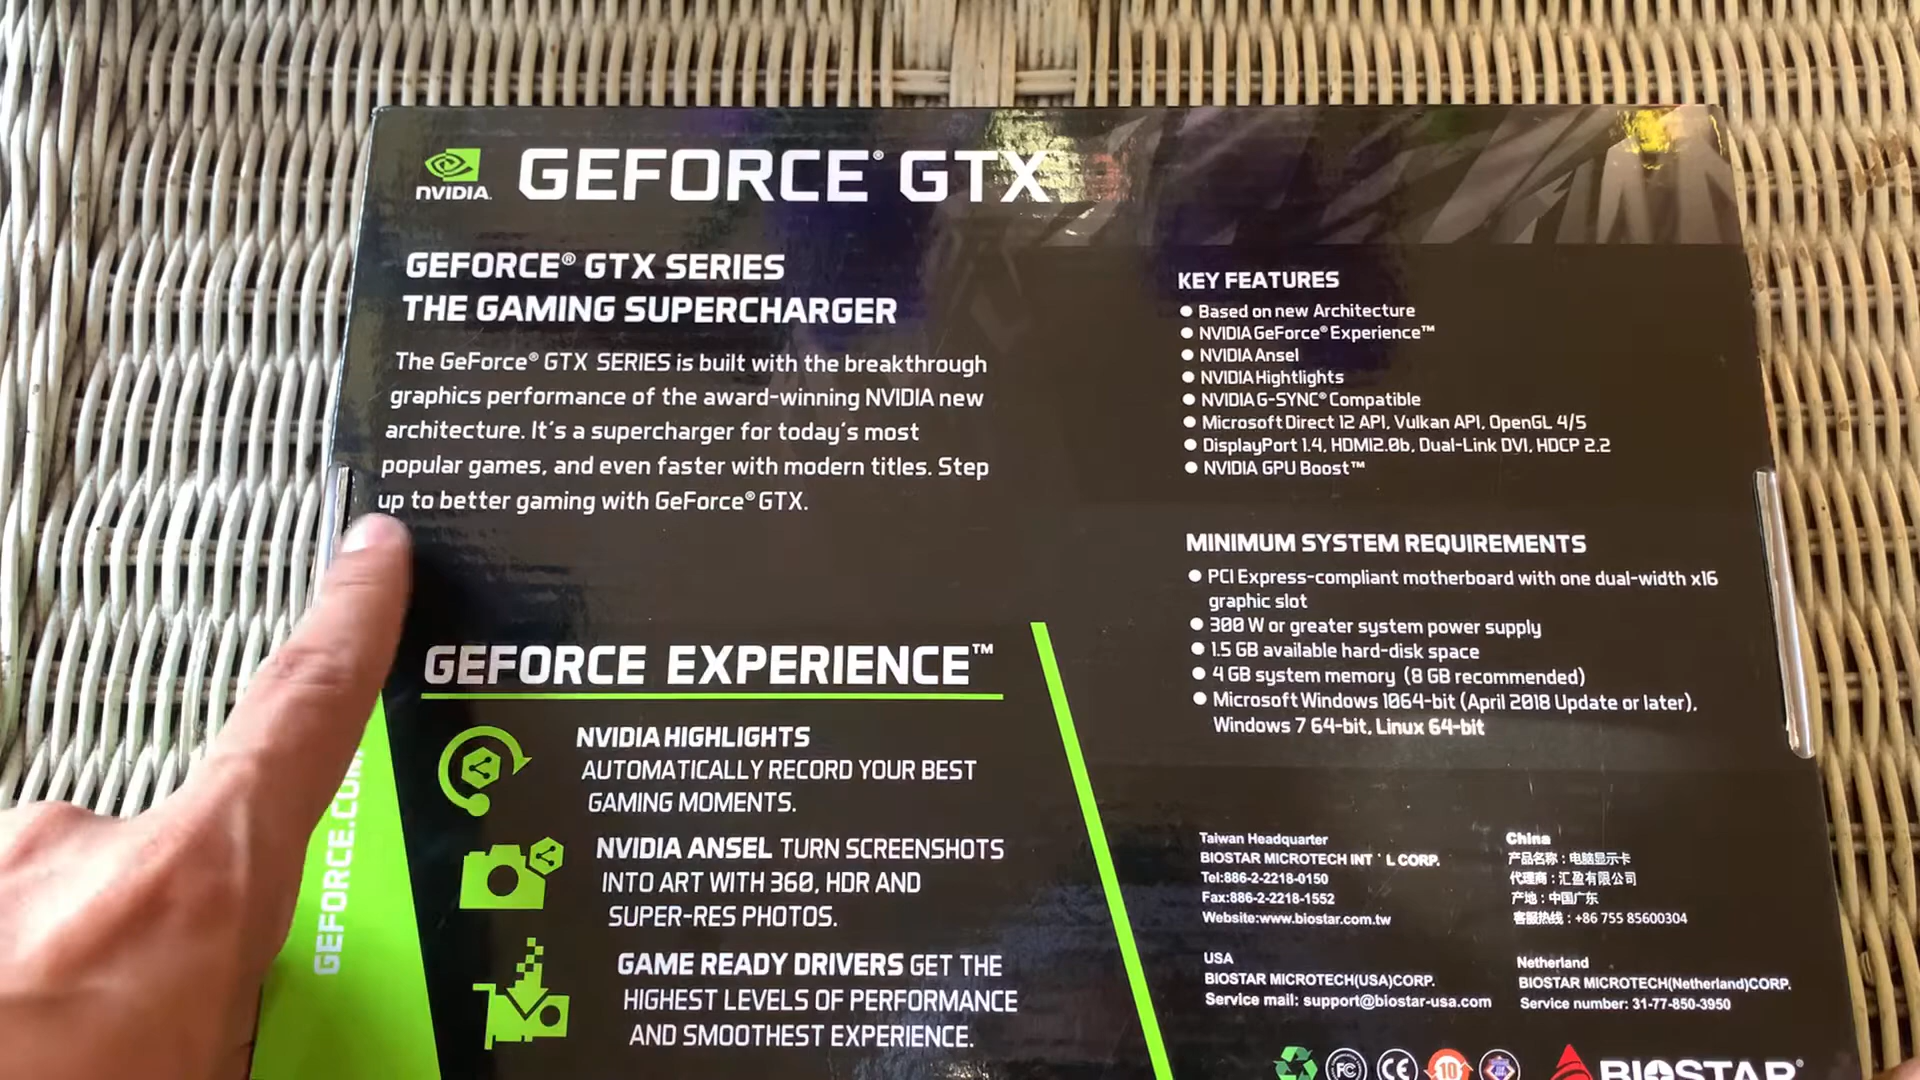 NVIDIA
GEFORCE® GTX
GEFORCE® GTX SERIES
THE GAMING SUPERCHARGER
The GeForce® GTX SERIES is built with the breakthrough
graphics performance of the award-winning NVIDIA new
architecture. It's a supercharger for today's most
popular games, and even faster with modern titles. Step
up to better gaming with GeForce® GTX.
GEFORCE EXPERIENCE™
NVIDIA HIGHLIGHTS
AUTOMATICALLY RECORD YOUR BEST
GAMING MOMENTS.
NVIDIA ANSEL TURN SCREENSHOTS
INTO ART WITH 360, HDR AND
SUPER-RES PHOTOS.
GAME READY DRIVERS GET THE
HIGHEST LEVELS OF PERFORMANCE
AND SMOOTHEST EXPERIENCE.
GEFORCE.COM
KEY FEATURES
● Based on new Architecture
● NVIDIA GeForce® Experience™
● NVIDIA Ansel
● NVIDIA Hightlights
● NVIDIA G-SYNC® Compatible
● Microsoft Direct 12 API, Vulkan API, OpenGL 4/5
● DisplayPort 1.4, HDMI2.0b, Dual-Link DVI, HDCP 2.2
● NVIDIA GPU Boost™
MINIMUM SYSTEM REQUIREMENTS
● PCI Express-compliant motherboard with one dual-width x16
graphic slot
● 300 W or greater system power supply
● 1.5 GB available hard-disk space
● 4 GB system memory (8 GB recommended)
● Microsoft Windows 1064-bit (April 2018 Update or later),
Windows 7 64-bit, Linux 64-bit
Taiwan Headquarter
BIOSTAR MICROTECH INT ' L CORP.
Tel:886-2-2218-0150
Fax:886-2-2218-1552
Website:www.biostar.com.tw
China
产品名称：电脑显示卡
代理商：汇盈有限公司
产地：中国广东
客服热线：+86 755 85600304
USA
BIOSTAR MICROTECH(USA)CORP.
Service mail: support@biostar-usa.com
Netherland
BIOSTAR MICROTECH(Netherland)CORP.
Service number: 31-77-850-3950
FC
CE
10
BIOSTAR®